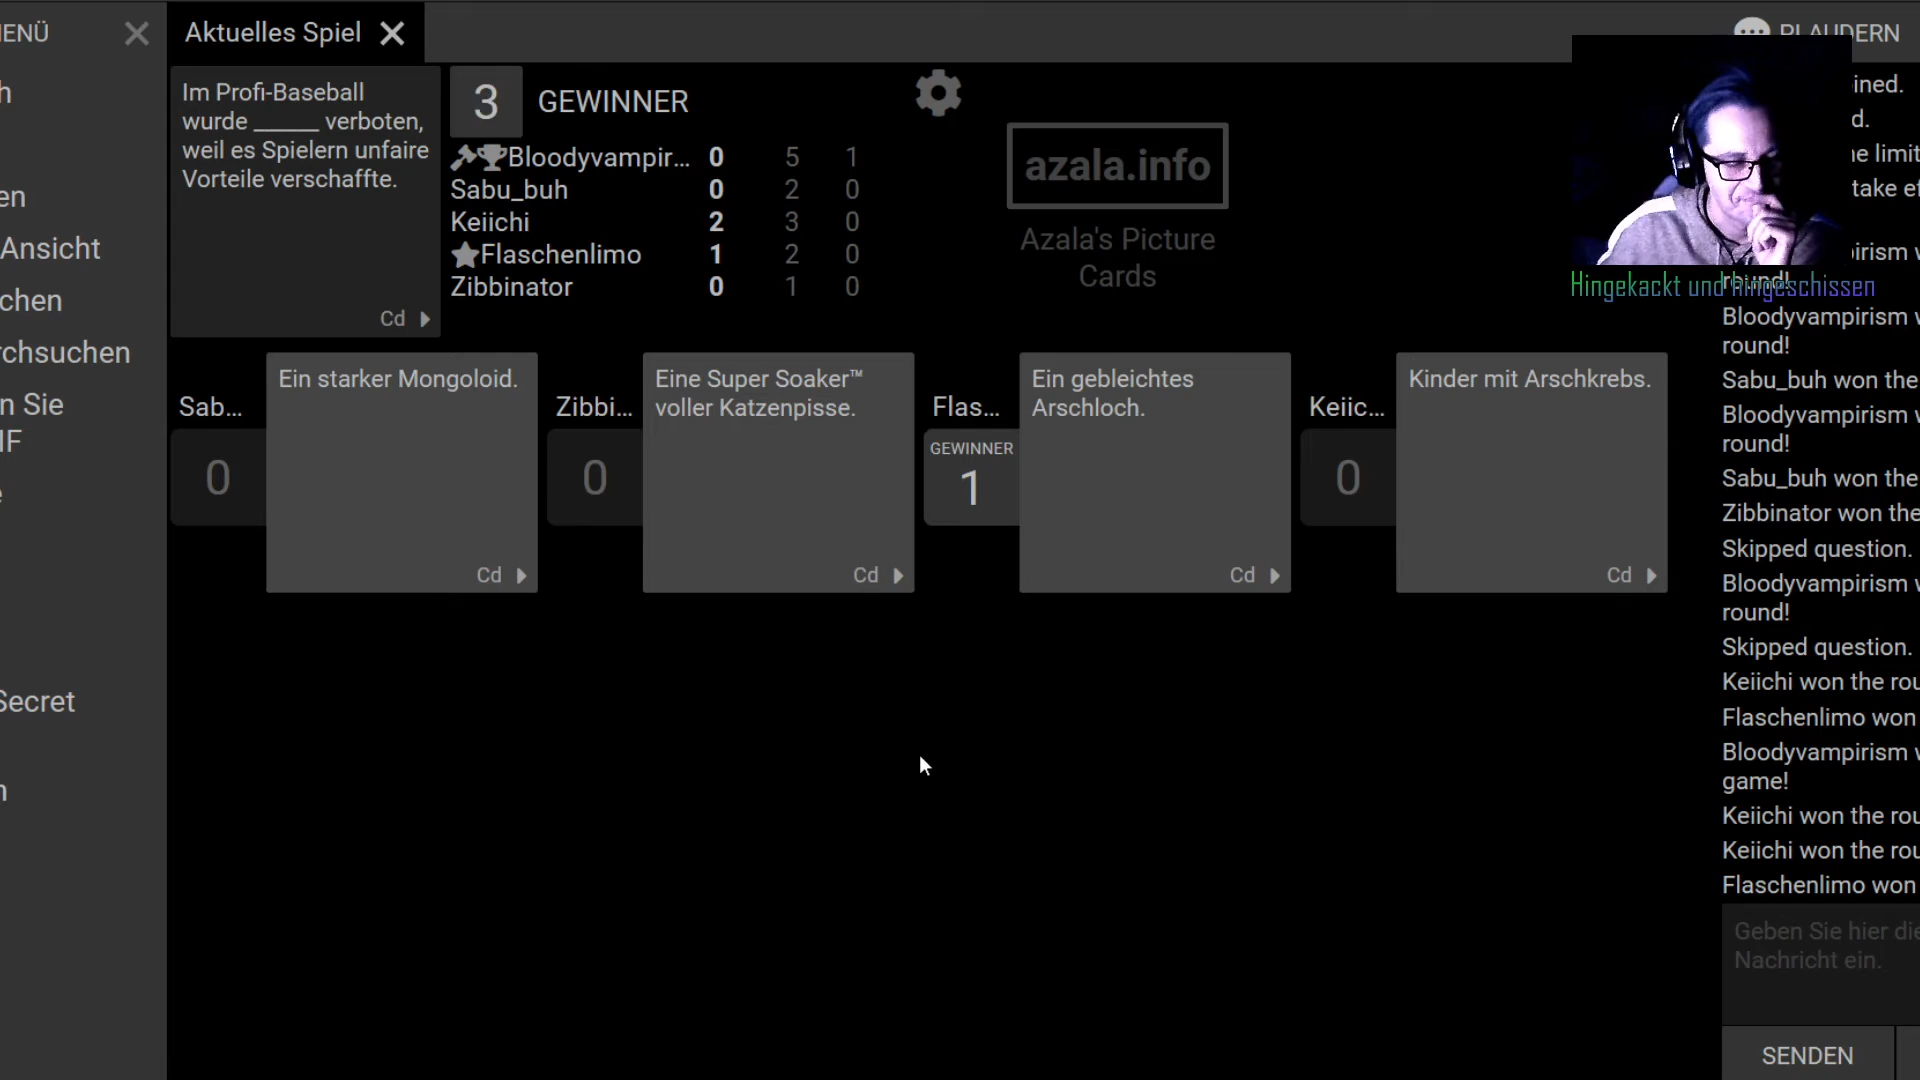 ENÜ
h
en
Ansicht
chen
rchsuchen
n Sie
IF
e
Secret
n
Aktuelles Spiel
Im Profi-Baseball
wurde ______ verboten,
weil es Spielern unfaire
Vorteile verschaffte.
Cd
3 GEWINNER
Bloodyvampir... 0 5 1
Sabu_buh 0 2 0
Keiichi 2 3 0
Flaschenlimo 1 2 0
Zibbinator 0 1 0
azala.info
Azala's Picture
Cards
Sab...
0
Ein starker Mongoloid.
Cd
Zibbi...
0
Eine Super Soaker™
voller Katzenpisse.
Cd
Flas...
GEWINNER
1
Ein gebleichtes
Arschloch.
Cd
Keiic...
0
Kinder mit Arschkrebs.
Cd
PLAUDERN
ined.
d.
ne limit
take ef
Hingekackt und hingeschissen
pirism w
round!
Bloodyvampirism w
round!
Sabu_buh won the
Bloodyvampirism w
round!
Sabu_buh won the
Zibbinator won the
Skipped question.
Bloodyvampirism w
round!
Skipped question.
Keiichi won the rou
Flaschenlimo won
Bloodyvampirism w
game!
Keiichi won the rou
Keiichi won the rou
Flaschenlimo won
Geben Sie hier die
Nachricht ein.
SENDEN